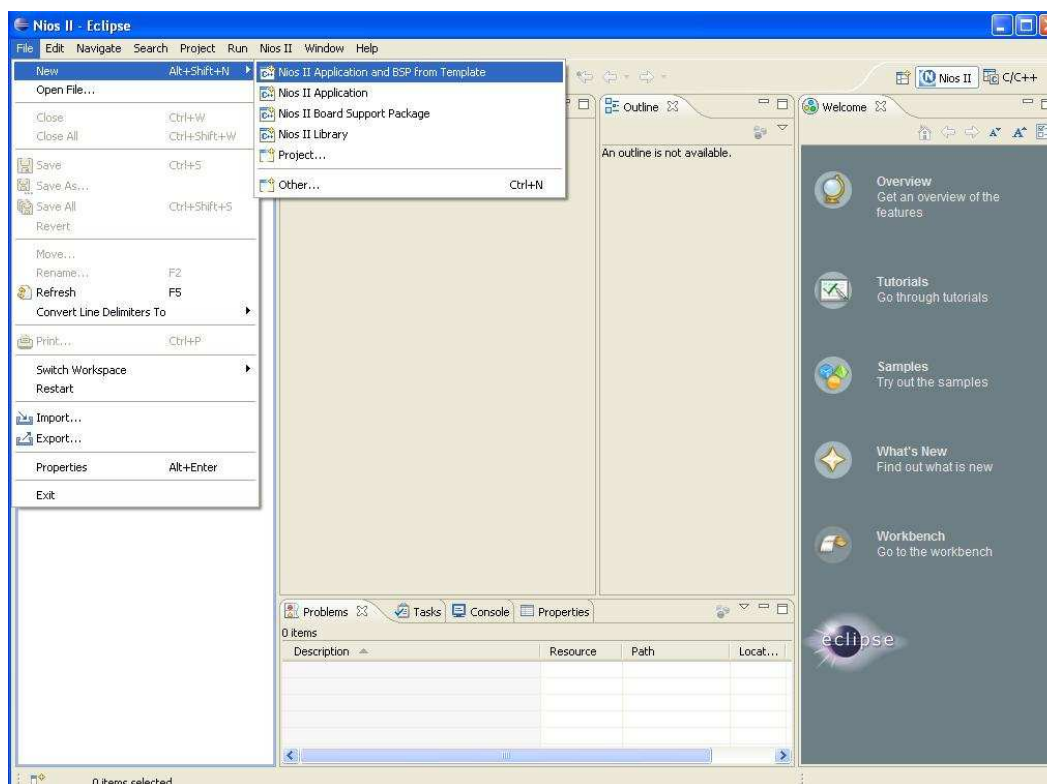 Nios II - Eclipse
File Edit Navigate Search Project Run Nios II Window Help
New Alt+Shift+N
Open File...
Close Ctrl+W
Close All Ctrl+Shift+W
Save Ctrl+S
Save As...
Save All Ctrl+Shift+S
Revert
Move...
Rename... F2
Refresh F5
Convert Line Delimiters To
Print... Ctrl+P
Switch Workspace
Restart
Import...
Export...
Properties Alt+Enter
Exit
Nios II Application and BSP from Template
Nios II Application
Nios II Board Support Package
Nios II Library
Project...
Other... Ctrl+N
Nios II C/C++
Outline
An outline is not available.
Welcome
Overview
Get an overview of the
features
Tutorials
Go through tutorials
Samples
Try out the samples
What's New
Find out what is new
Workbench
Go to the workbench
eclipse
Problems Tasks Console Properties
0 items
Description Resource Path Locat...
0 items selected